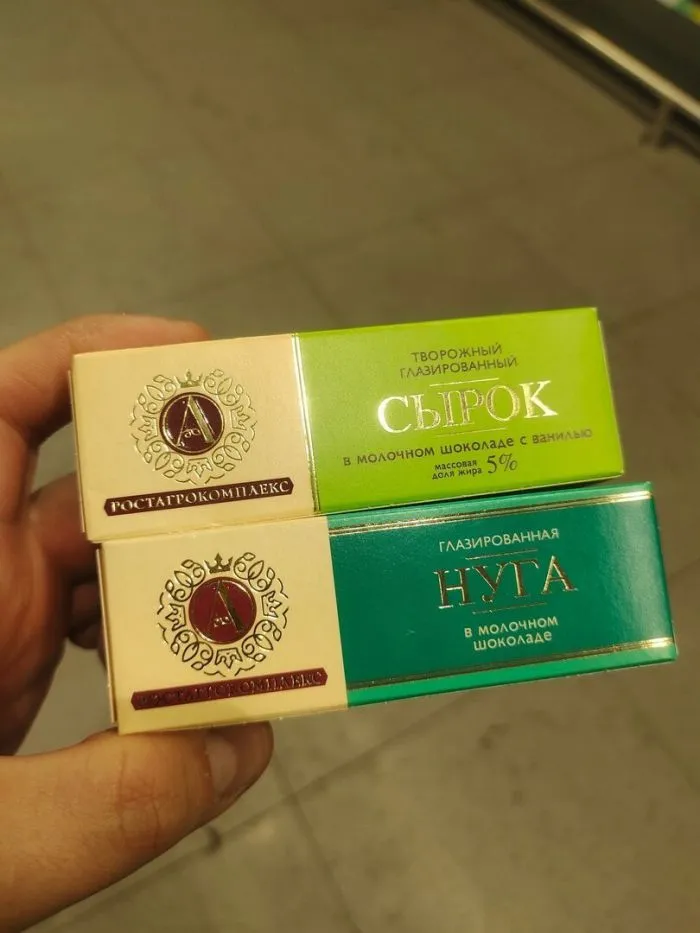 А
РОСТАГРОКОМПЛЕКС
ТВОРОЖНЫЙ
ГЛАЗИРОВАННЫЙ
СЫРОК
В МОЛОЧНОМ ШОКОЛАДЕ С ВАНИЛЬЮ
массовая
доля жира 5%
А
РОСТАГРОКОМПЛЕКС
ГЛАЗИРОВАННАЯ
НУГА
В МОЛОЧНОМ
ШОКОЛАДЕ